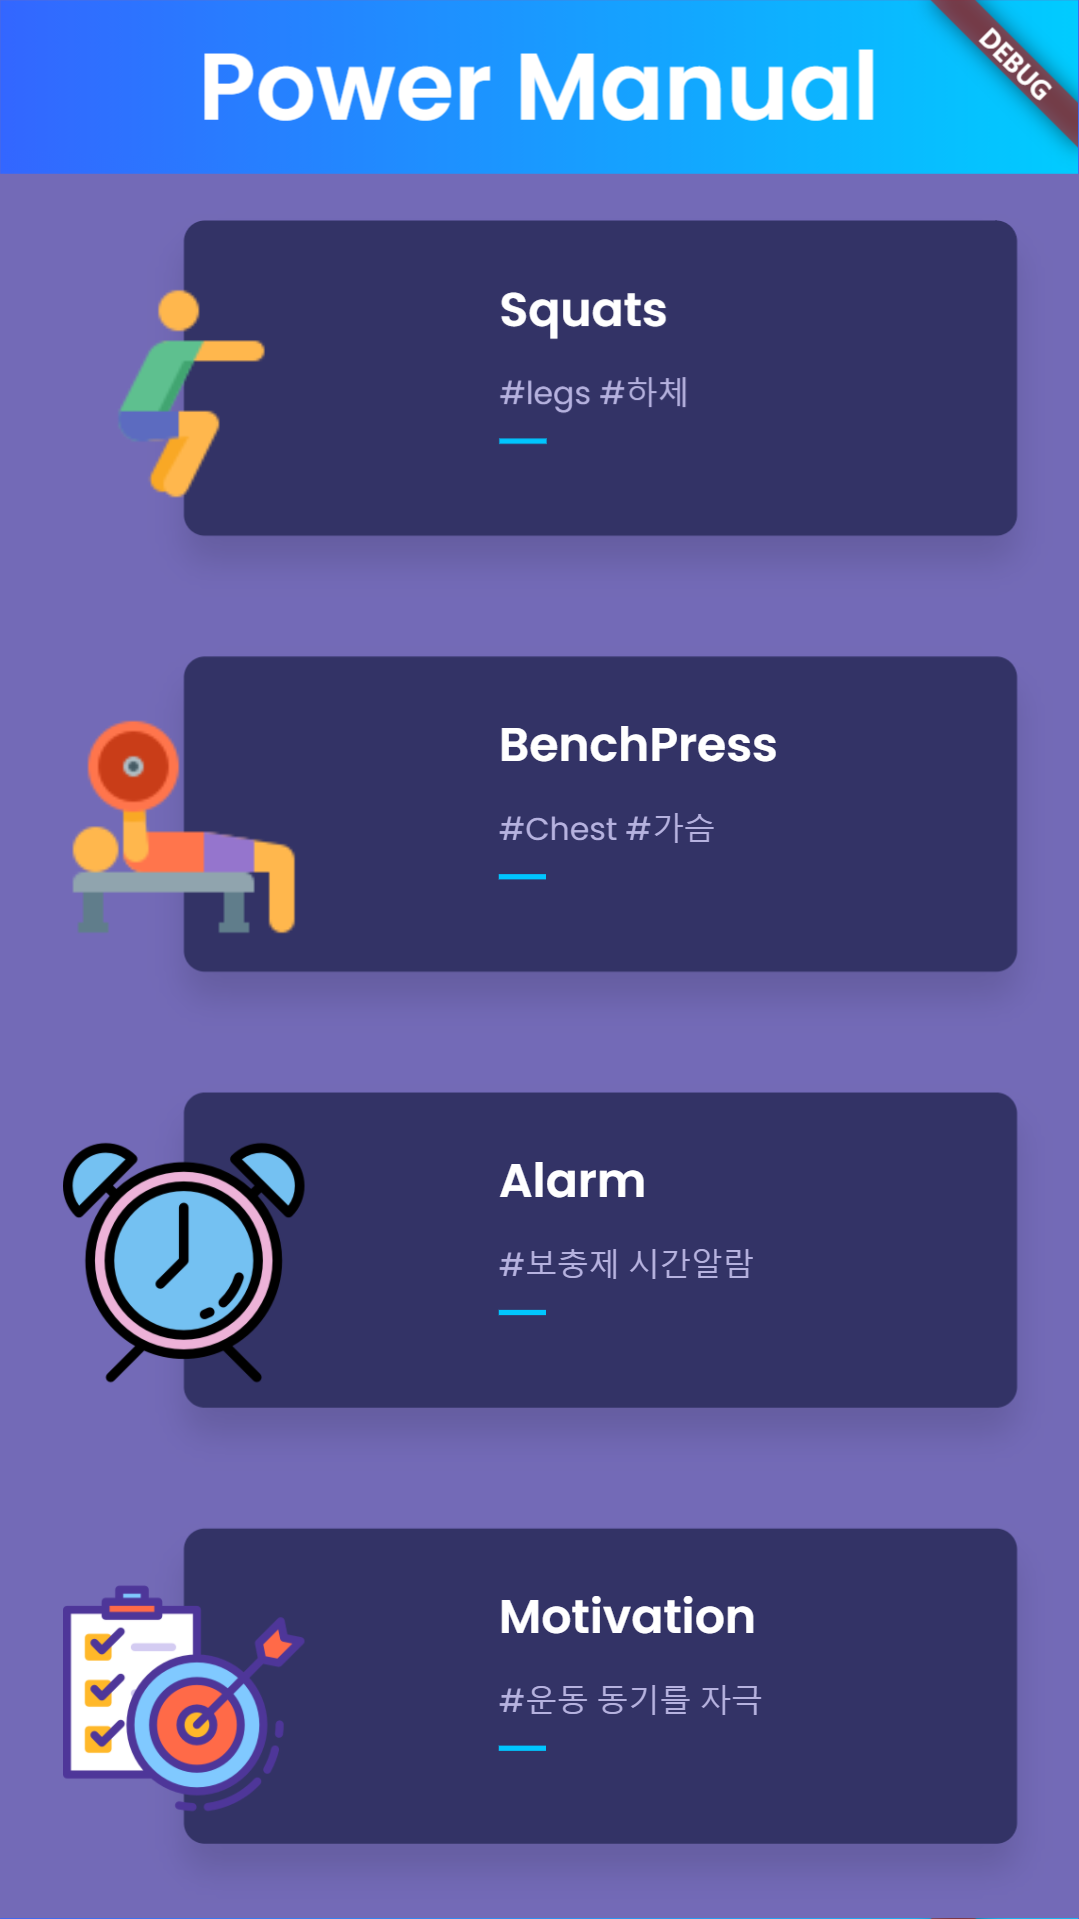 Power Manual
DEBUG
Squats
#legs #하체
BenchPress
#Chest #가슴
Alarm
#보충제 시간알람
Motivation
#운동 동기를 자극